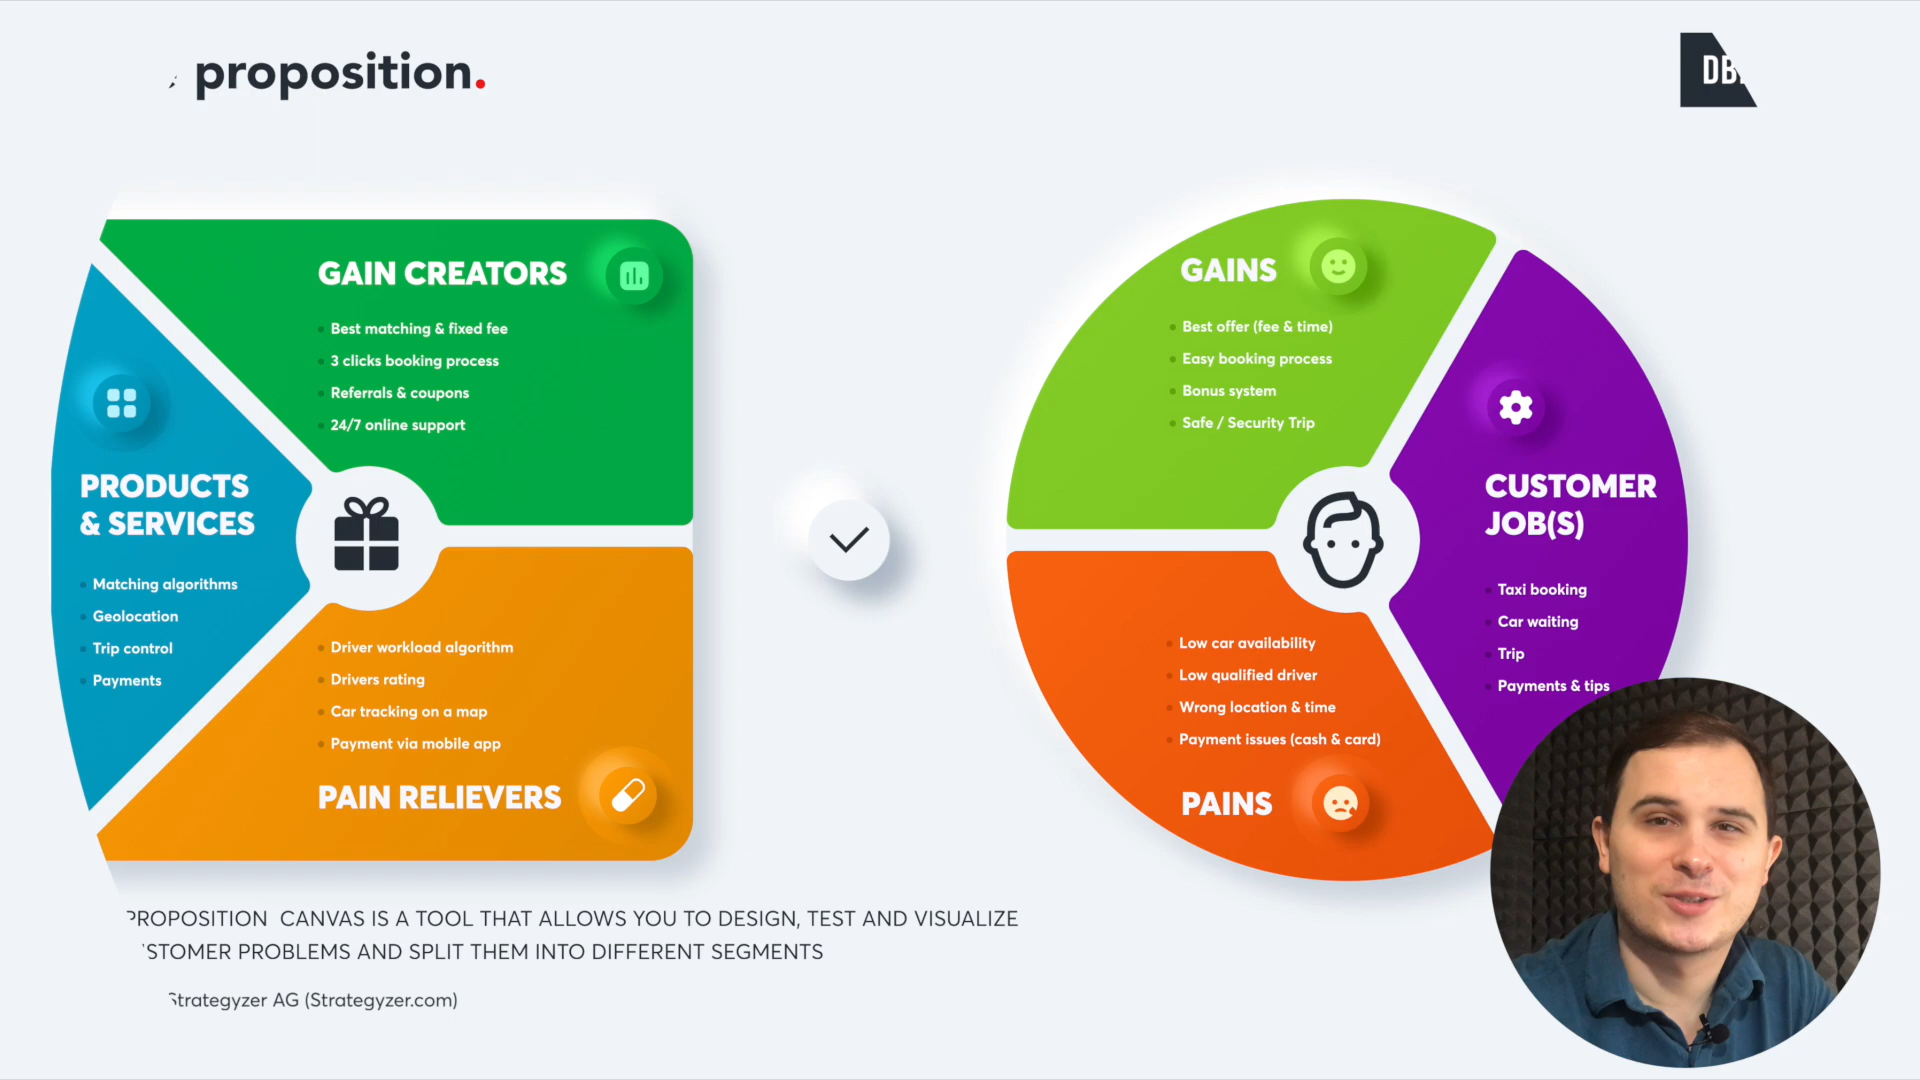 proposition.
DB
GAIN CREATORS
Best matching & fixed fee
3 clicks booking process
Referrals & coupons
24/7 online support
PRODUCTS
& SERVICES
Matching algorithms
Geolocation
Trip control
Payments
Driver workload algorithm
Drivers rating
Car tracking on a map
Payment via mobile app
PAIN RELIEVERS
GAINS
Best offer (fee & time)
Easy booking process
Bonus system
Safe / Security Trip
CUSTOMER
JOB(S)
Taxi booking
Car waiting
Trip
Payments & tips
Low car availability
Low qualified driver
Wrong location & time
Payment issues (cash & card)
PAINS
PROPOSITION CANVAS IS A TOOL THAT ALLOWS YOU TO DESIGN, TEST AND VISUALIZE
STOMER PROBLEMS AND SPLIT THEM INTO DIFFERENT SEGMENTS
Strategyzer AG (Strategyzer.com)